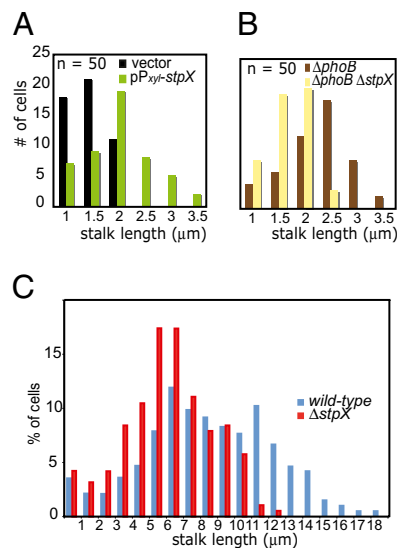 A
B
25
20
15
10
5
0
# of cells
n = 50
vector
pPxyl-stpX
1 1.5 2 2.5 3 3.5
stalk length (µm)
n = 50
ΔphoB
ΔphoB ΔstpX
1 1.5 2 2.5 3 3.5
stalk length (µm)
C
15
10
5
0
% of cells
wild-type
ΔstpX
1 2 3 4 5 6 7 8 9 10 11 12 13 14 15 16 17 18
stalk length (µm)